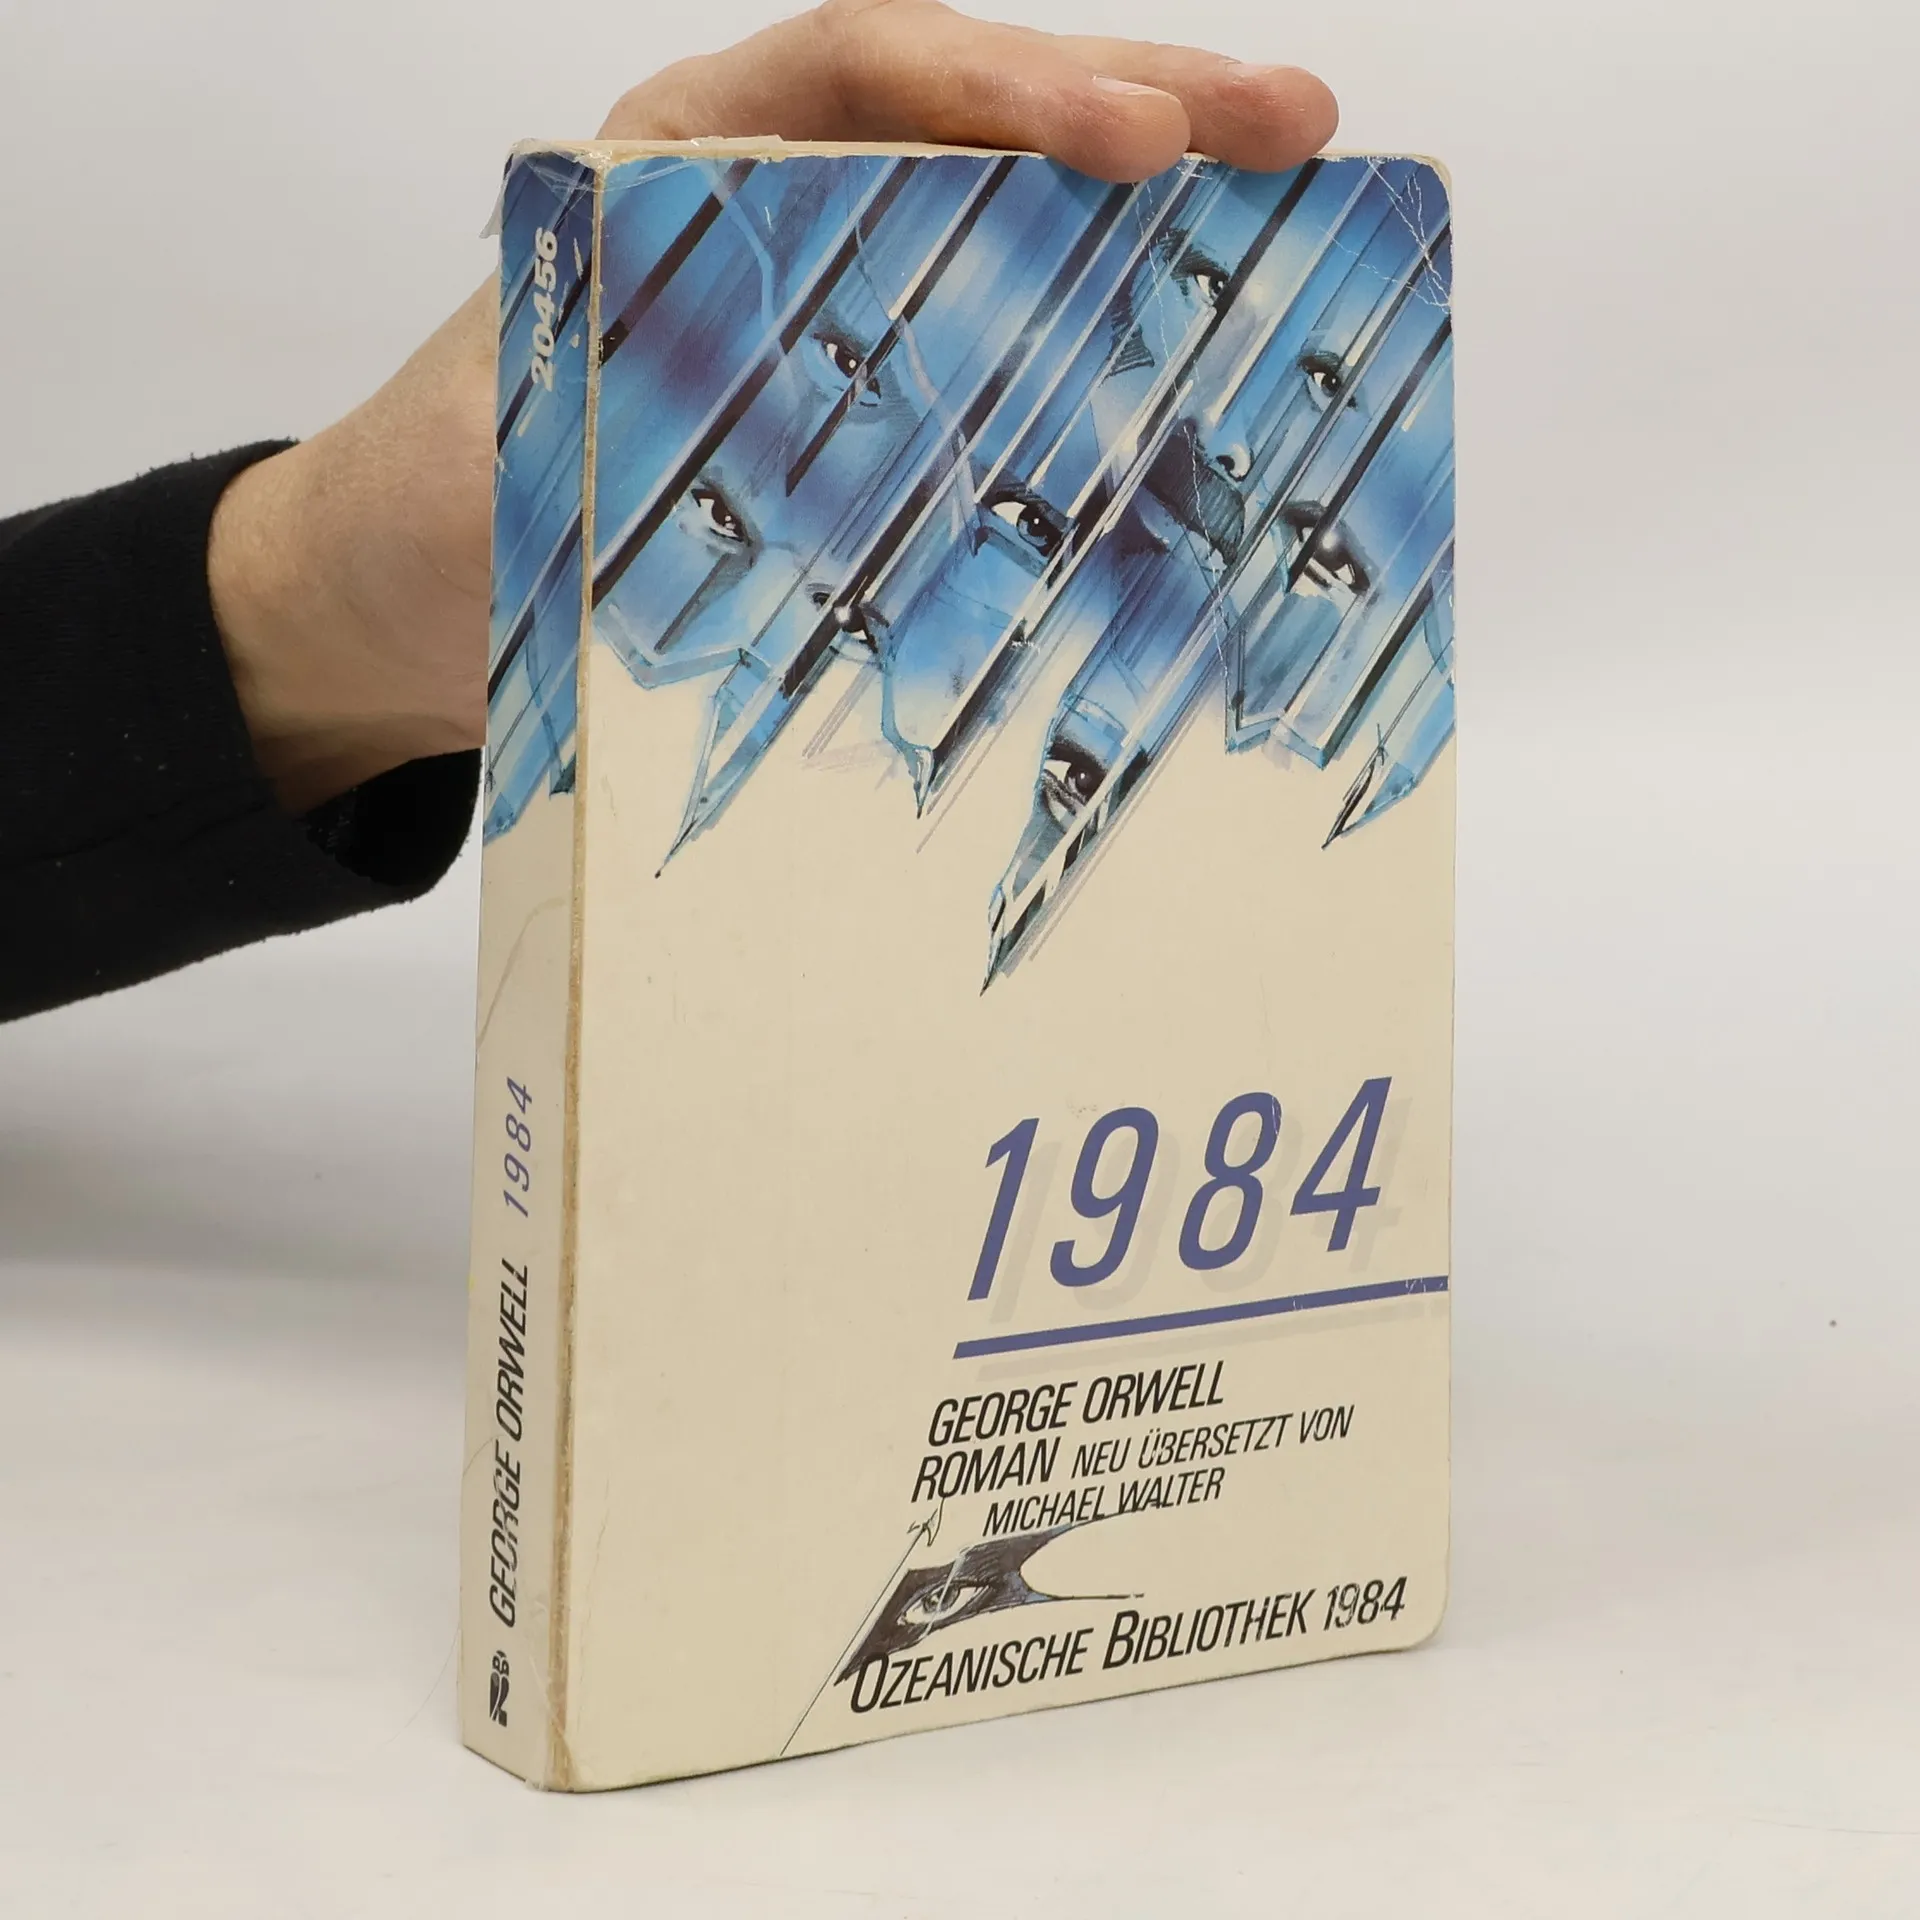 20456
GEORGE ORWELL 1984
1984
GEORGE ORWELL
ROMAN NEU ÜBERSETZT VON
MICHAEL WALTER
OZEANISCHE BIBLIOTHEK 1984